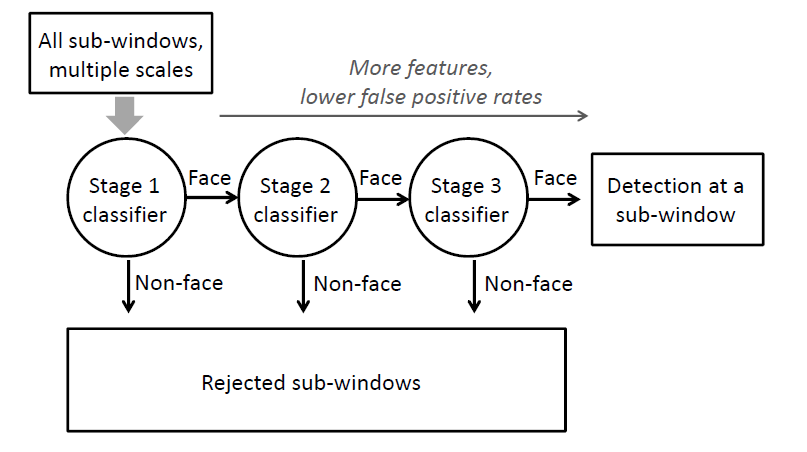 All sub-windows,
multiple scales
More features,
lower false positive rates
Stage 1
classifier
Face
Stage 2
classifier
Face
Stage 3
classifier
Face
Detection at a
sub-window
Non-face
Non-face
Non-face
Rejected sub-windows